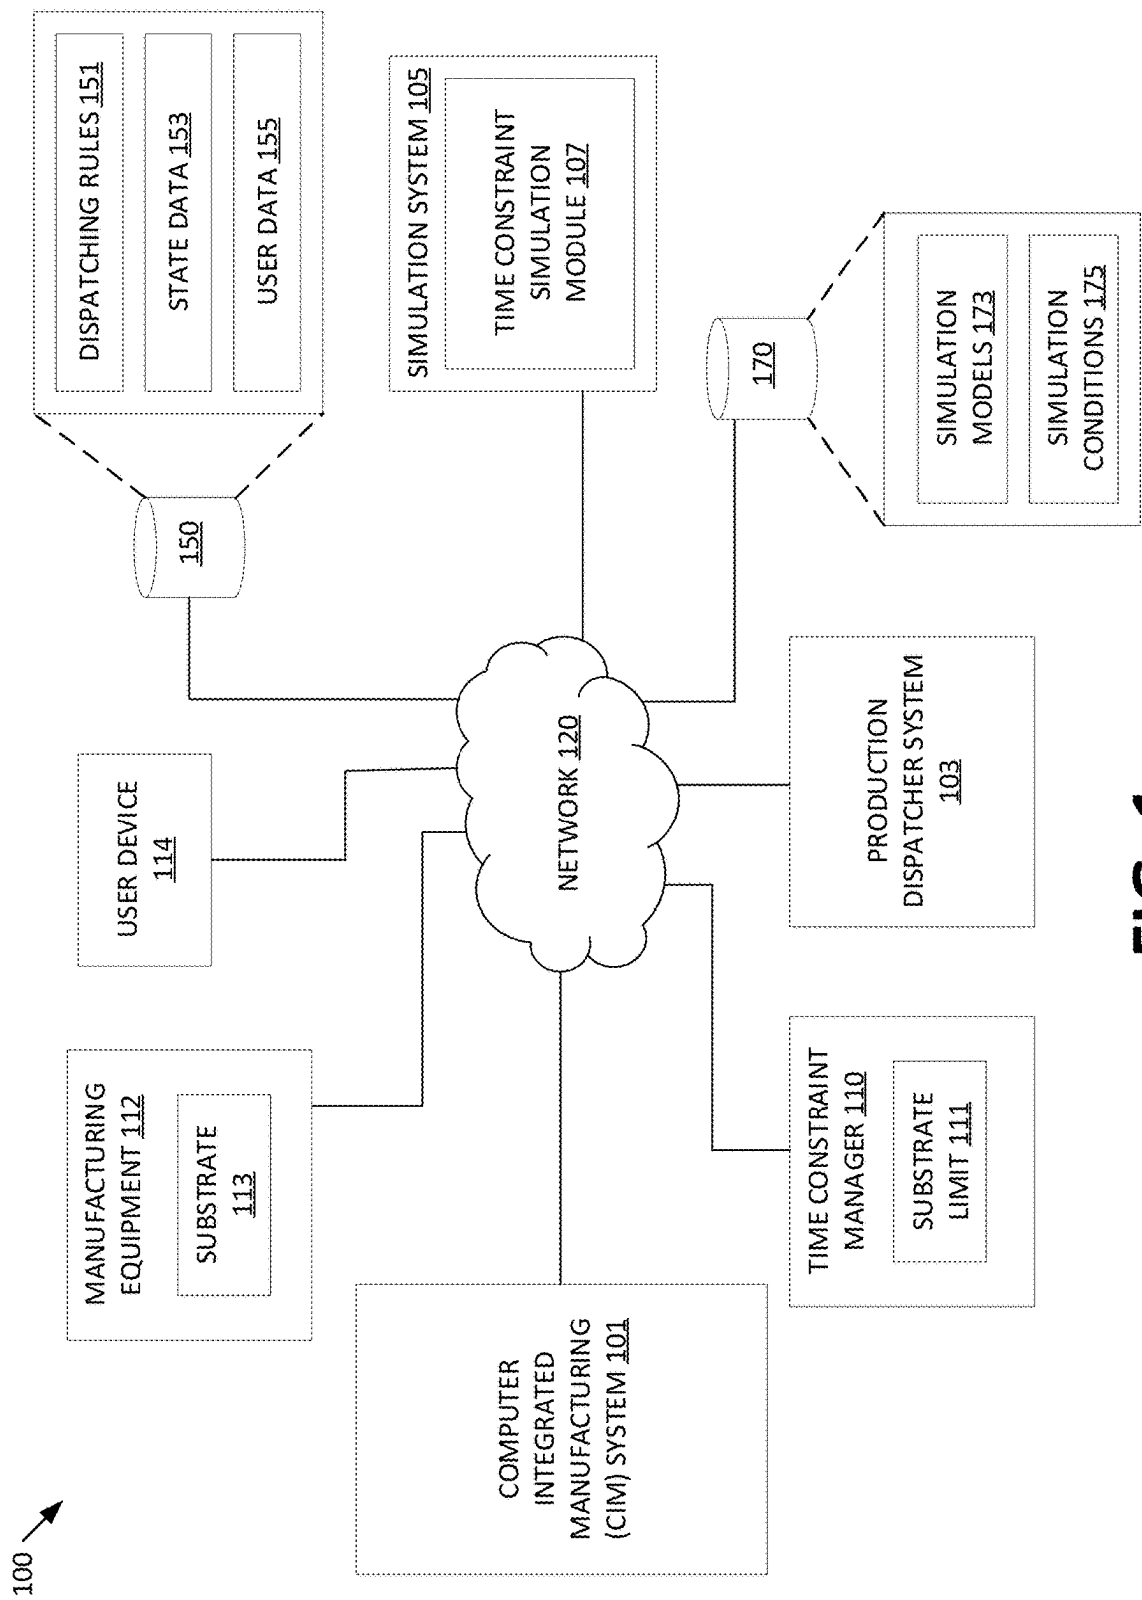 100
MANUFACTURING
EQUIPMENT 112
SUBSTRATE
113
USER DEVICE
114
150
DISPATCHING RULES 151
STATE DATA 153
USER DATA 155
COMPUTER
INTEGRATED
MANUFACTURING
(CIM) SYSTEM 101
NETWORK 120
SIMULATION SYSTEM 105
TIME CONSTRAINT
SIMULATION
MODULE 107
TIME CONSTRAINT
MANAGER 110
SUBSTRATE
LIMIT 111
PRODUCTION
DISPATCHER SYSTEM
103
170
SIMULATION
MODELS 173
SIMULATION
CONDITIONS 175
FIG. 1